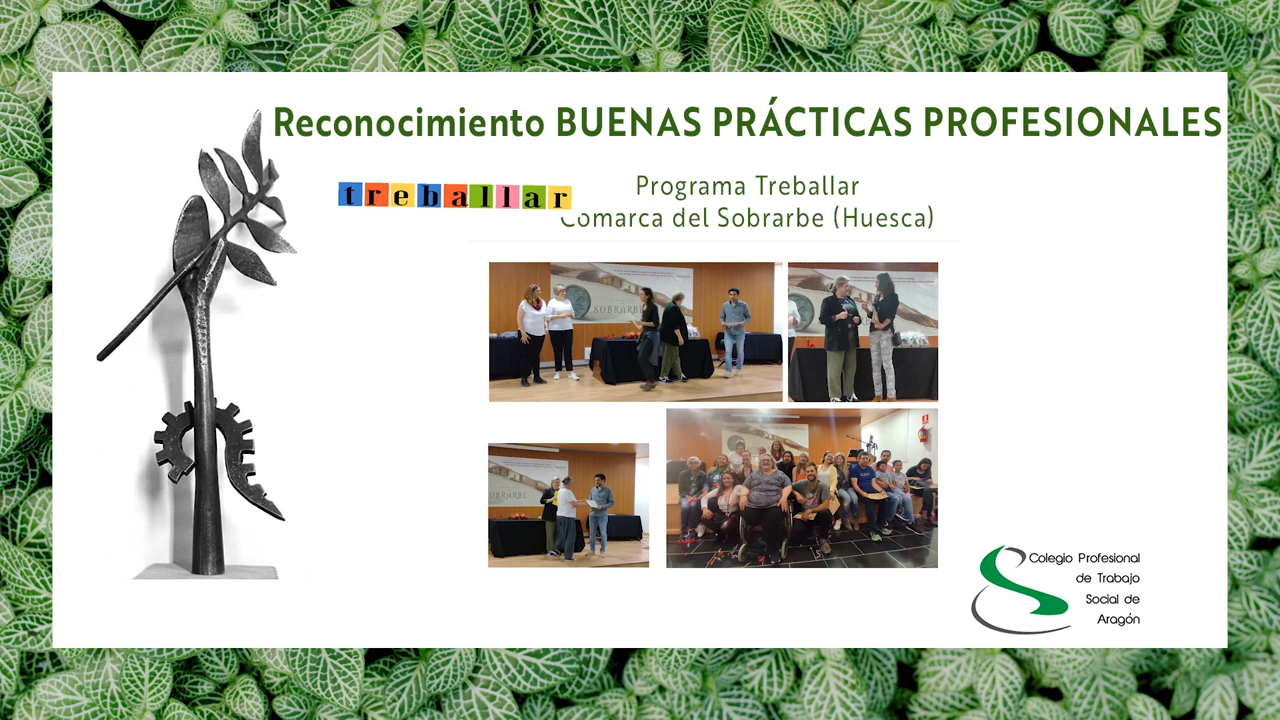 Reconocimiento BUENAS PRÁCTICAS PROFESIONALES
treballar
Programa Treballar
Comarca del Sobrarbe (Huesca)
SOBRARBE
SOBRARBE
Colegio Profesional
de Trabajo
Social de
Aragón